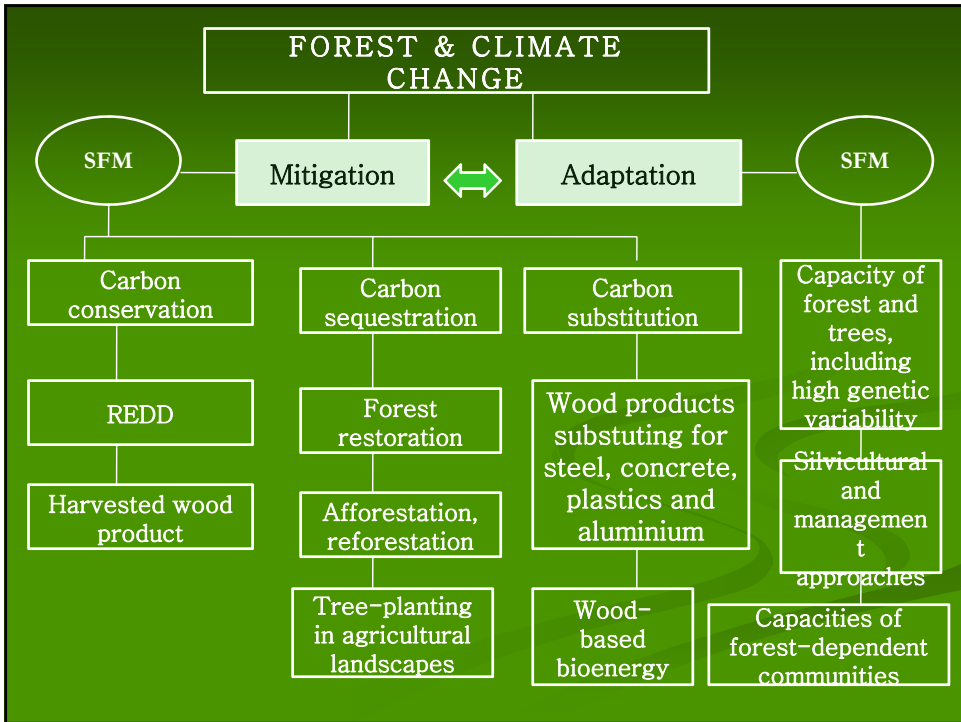 FOREST & CLIMATE
CHANGE
SFM
Mitigation
Adaptation
SFM
Carbon
conservation
REDD
Harvested wood
product
Carbon
sequestration
Forest
restoration
Afforestation,
reforestation
Tree-planting
in agricultural
landscapes
Carbon
substitution
Wood products
substuting for
steel, concrete,
plastics and
aluminium
Wood-
based
bioenergy
Capacity of
forest and
trees,
including
high genetic
variability
Silvicultural
and
managemen
t
approaches
Capacities of
forest-dependent
communities